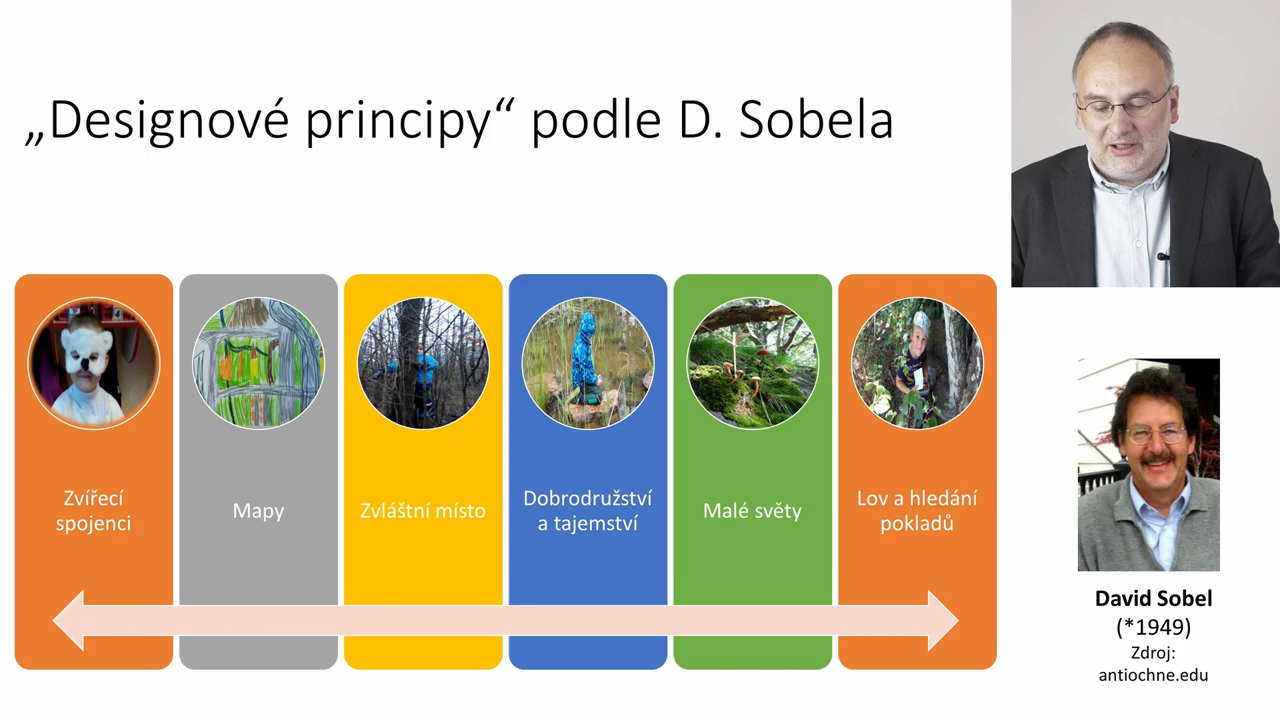 „Designové principy“ podle D. Sobela
Zvířecí
spojenci
Mapy
Zvláštní místo
Dobrodružství
a tajemství
Malé světy
Lov a hledání
pokladů
David Sobel
(*1949)
Zdroj:
antiochne.edu